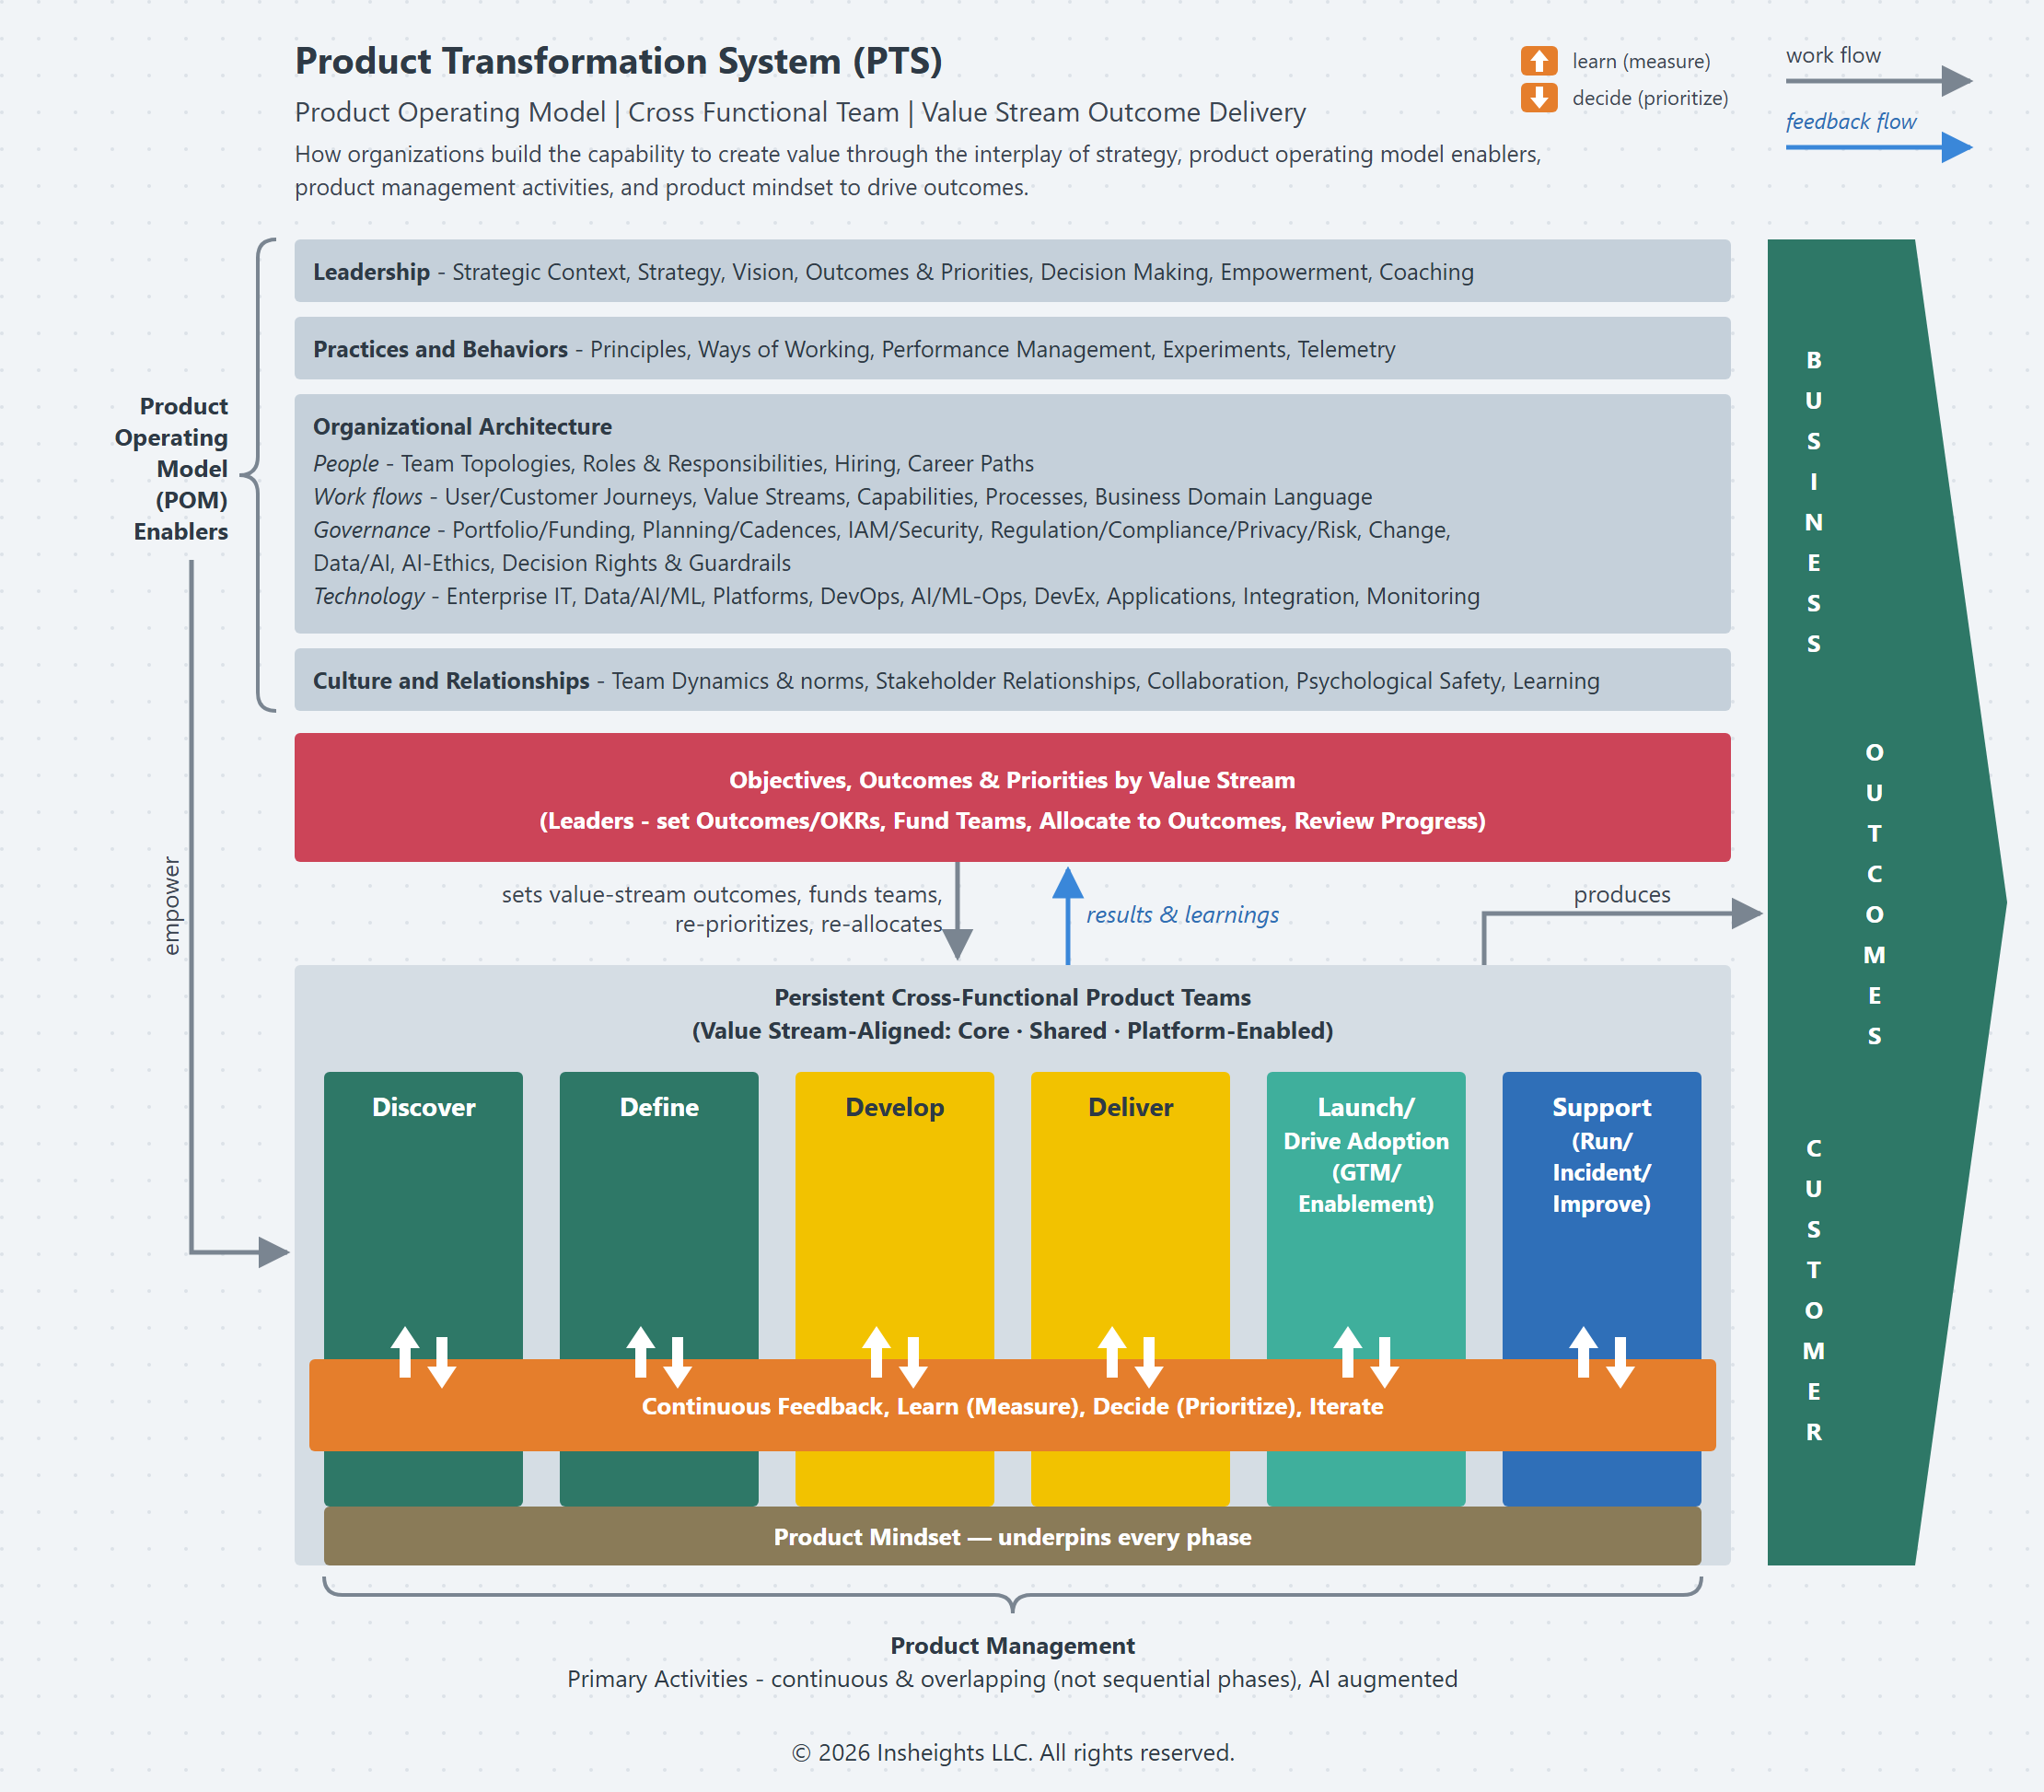 Product Transformation System (PTS)
Product Operating Model | Cross Functional Team | Value Stream Outcome Delivery
How organizations build the capability to create value through the interplay of strategy, product operating model enablers,
product management activities, and product mindset to drive outcomes.
learn (measure)
decide (prioritize)
work flow
feedback flow
Product
Operating
Model
(POM)
Enablers
Leadership - Strategic Context, Strategy, Vision, Outcomes & Priorities, Decision Making, Empowerment, Coaching
Practices and Behaviors - Principles, Ways of Working, Performance Management, Experiments, Telemetry
Organizational Architecture
People - Team Topologies, Roles & Responsibilities, Hiring, Career Paths
Work flows - User/Customer Journeys, Value Streams, Capabilities, Processes, Business Domain Language
Governance - Portfolio/Funding, Planning/Cadences, IAM/Security, Regulation/Compliance/Privacy/Risk, Change,
Data/AI, AI-Ethics, Decision Rights & Guardrails
Technology - Enterprise IT, Data/AI/ML, Platforms, DevOps, AI/ML-Ops, DevEx, Applications, Integration, Monitoring
Culture and Relationships - Team Dynamics & norms, Stakeholder Relationships, Collaboration, Psychological Safety, Learning
Objectives, Outcomes & Priorities by Value Stream
(Leaders - set Outcomes/OKRs, Fund Teams, Allocate to Outcomes, Review Progress)
empower
sets value-stream outcomes, funds teams,
re-prioritizes, re-allocates
results & learnings
produces
Persistent Cross-Functional Product Teams
(Value Stream-Aligned: Core · Shared · Platform-Enabled)
Discover
Define
Develop
Deliver
Launch/
Drive Adoption
(GTM/
Enablement)
Support
(Run/
Incident/
Improve)
Continuous Feedback, Learn (Measure), Decide (Prioritize), Iterate
Product Mindset — underpins every phase
BUSINESS
OUTCOMES
CUSTOMER
Product Management
Primary Activities - continuous & overlapping (not sequential phases), AI augmented
© 2026 Insheights LLC. All rights reserved.